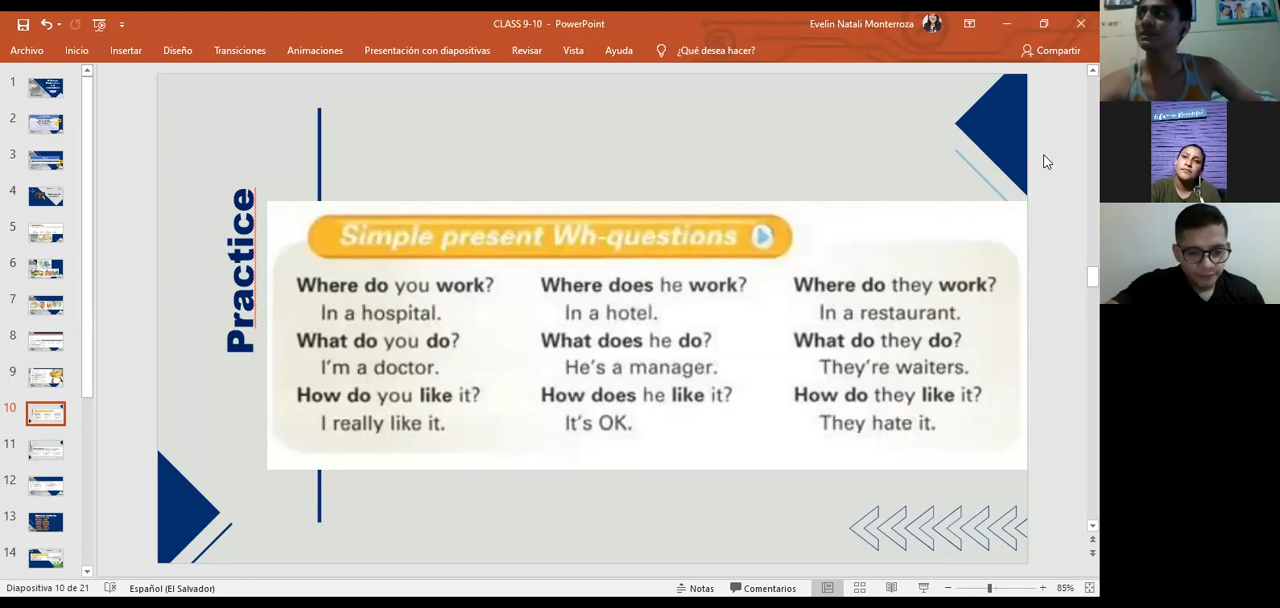 CLASS 9-10 - PowerPoint
Evelin Natali Monterroza
Archivo Inicio Insertar Diseño Transiciones Animaciones Presentación con diapositivas Revisar Vista Ayuda ¿Qué desea hacer? Compartir
1
2
3
4
5
6
7
8
9
10
11
12
13
14
Practice
Simple present Wh-questions
Where do you work? Where does he work? Where do they work?
In a hospital. In a hotel. In a restaurant.
What do you do? What does he do? What do they do?
I'm a doctor. He's a manager. They're waiters.
How do you like it? How does he like it? How do they like it?
I really like it. It's OK. They hate it.
Diapositiva 10 de 21 Español (El Salvador) Notas Comentarios 85%